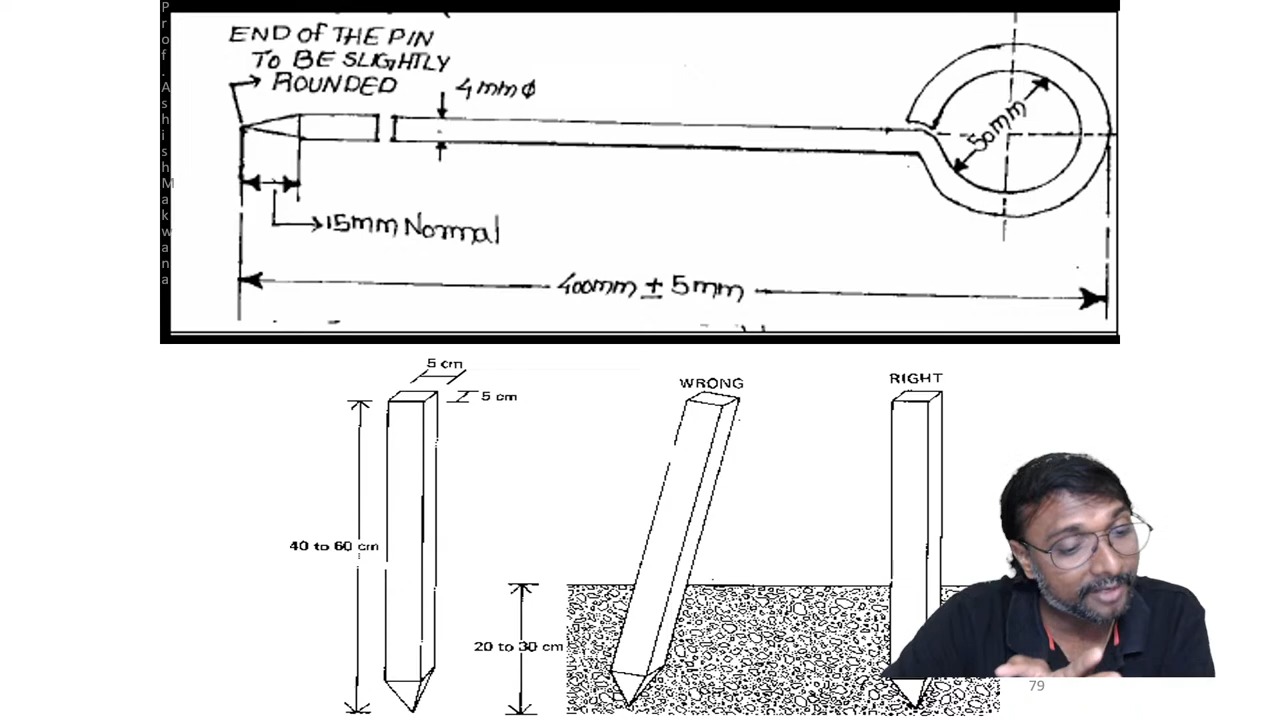 Prof. Ashish Makwana
END OF THE PIN
TO BE SLIGHTLY
ROUNDED
4mmϕ
50mm
15mm Normal
400mm ± 5mm
5 cm
5 cm
WRONG
RIGHT
40 to 60 cm
20 to 30 cm
79